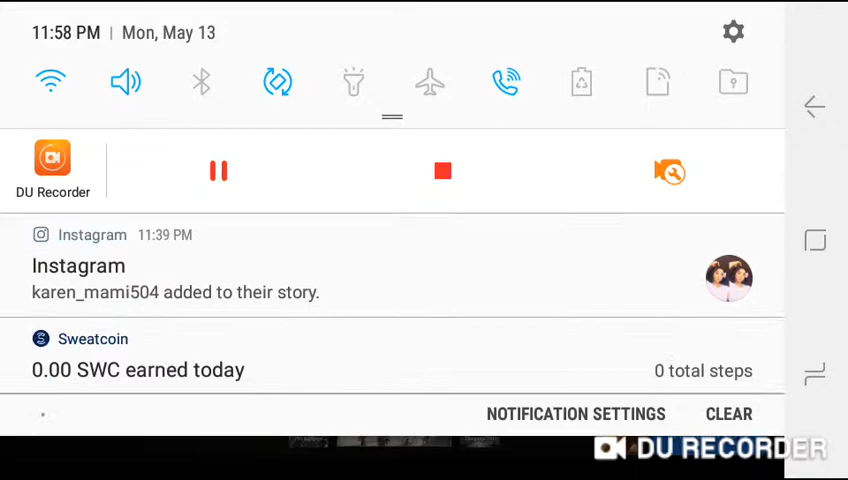 11:58 PM | Mon, May 13
DU Recorder
Instagram 11:39 PM
Instagram
karen_mami504 added to their story.
Sweatcoin
0.00 SWC earned today
0 total steps
NOTIFICATION SETTINGS CLEAR
DU RECORDER